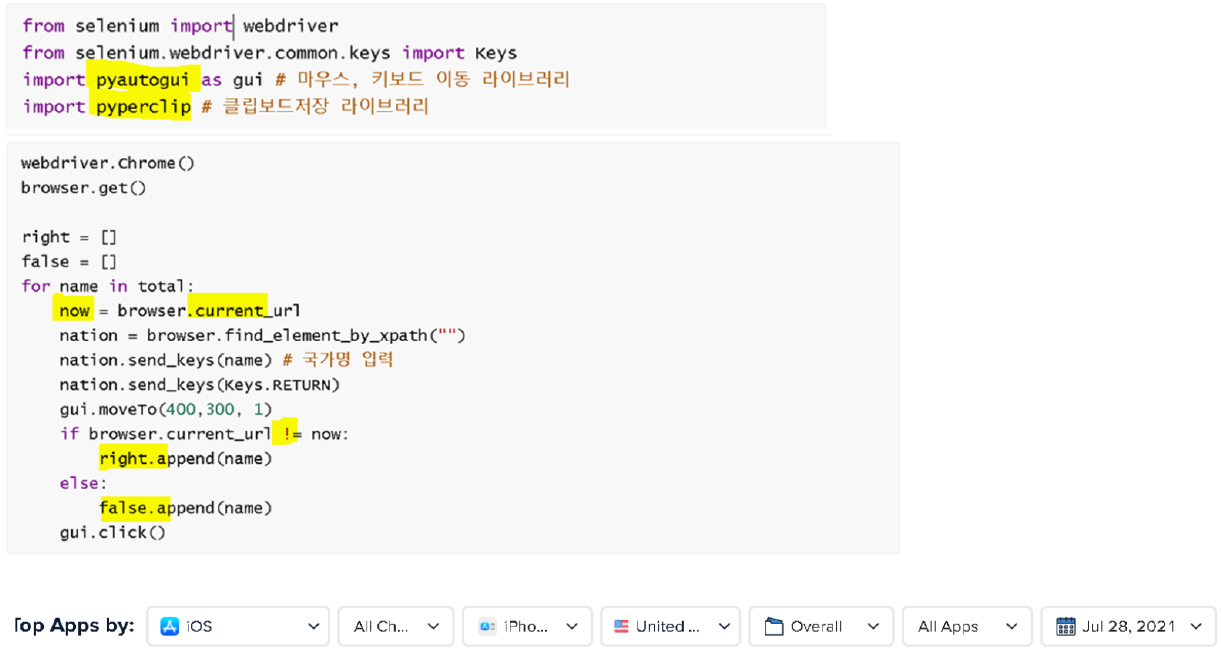 from selenium import webdriver
from selenium.webdriver.common.keys import Keys
import pyautogui as gui # 마우스, 키보드 이동 라이브러리
import pyperclip # 클립보드저장 라이브러리
webdriver.Chrome()
browser.get()
right = []
false = []
for name in total:
now = browser.current_url
nation = browser.find_element_by_xpath("")
nation.send_keys(name) # 국가명 입력
nation.send_keys(Keys.RETURN)
gui.moveTo(400,300, 1)
if browser.current_url != now:
right.append(name)
else:
false.append(name)
gui.click()
Top Apps by: iOS All Ch... iPho... United ... Overall All Apps Jul 28, 2021